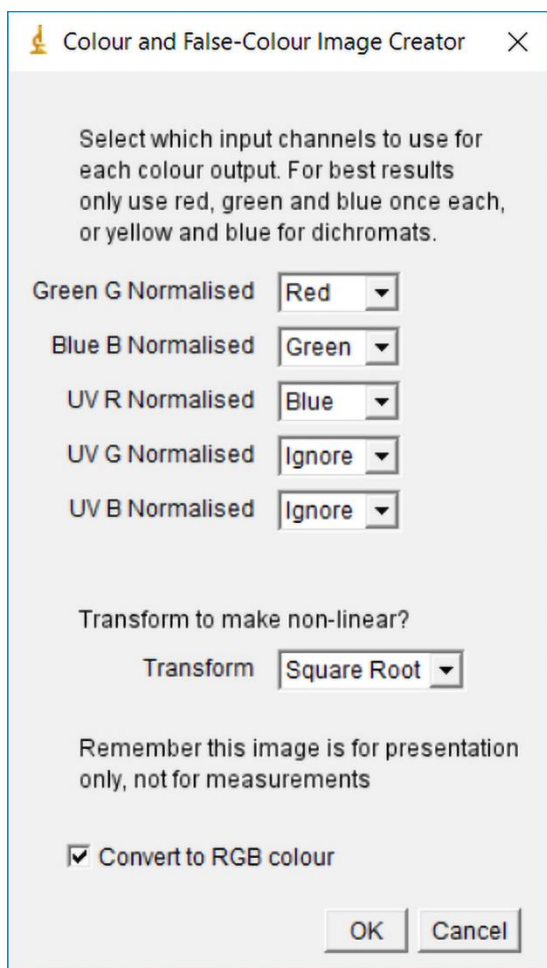 Colour and False-Colour Image Creator
Select which input channels to use for
each colour output. For best results
only use red, green and blue once each,
or yellow and blue for dichromats.
Green G Normalised Red
Blue B Normalised Green
UV R Normalised Blue
UV G Normalised Ignore
UV B Normalised Ignore
Transform to make non-linear?
Transform Square Root
Remember this image is for presentation
only, not for measurements
Convert to RGB colour
OK Cancel